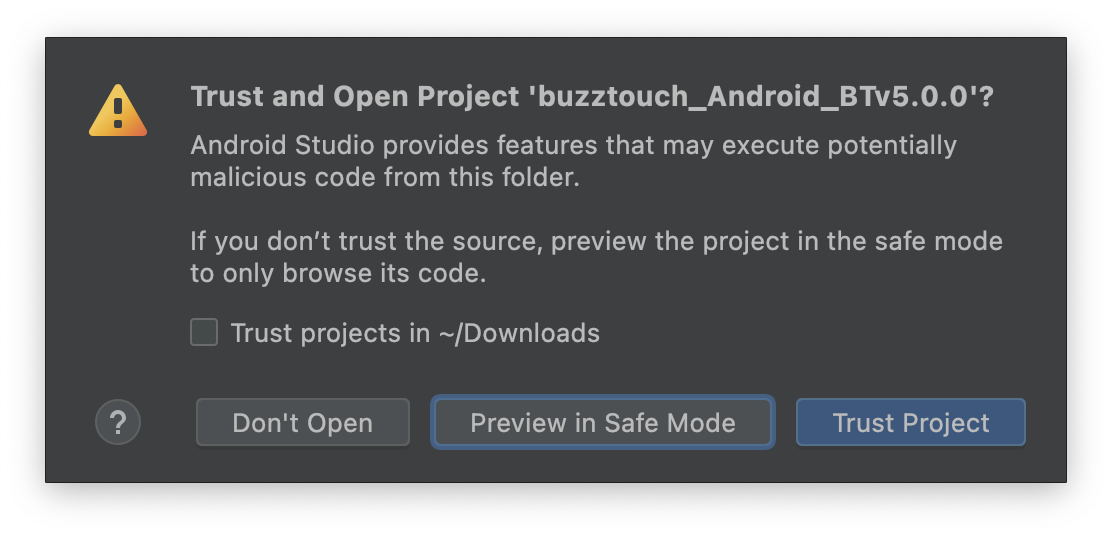 Trust and Open Project 'buzztouch_Android_BTv5.0.0'?
Android Studio provides features that may execute potentially
malicious code from this folder.
If you don’t trust the source, preview the project in the safe mode
to only browse its code.
Trust projects in ~/Downloads
? Don't Open Preview in Safe Mode Trust Project